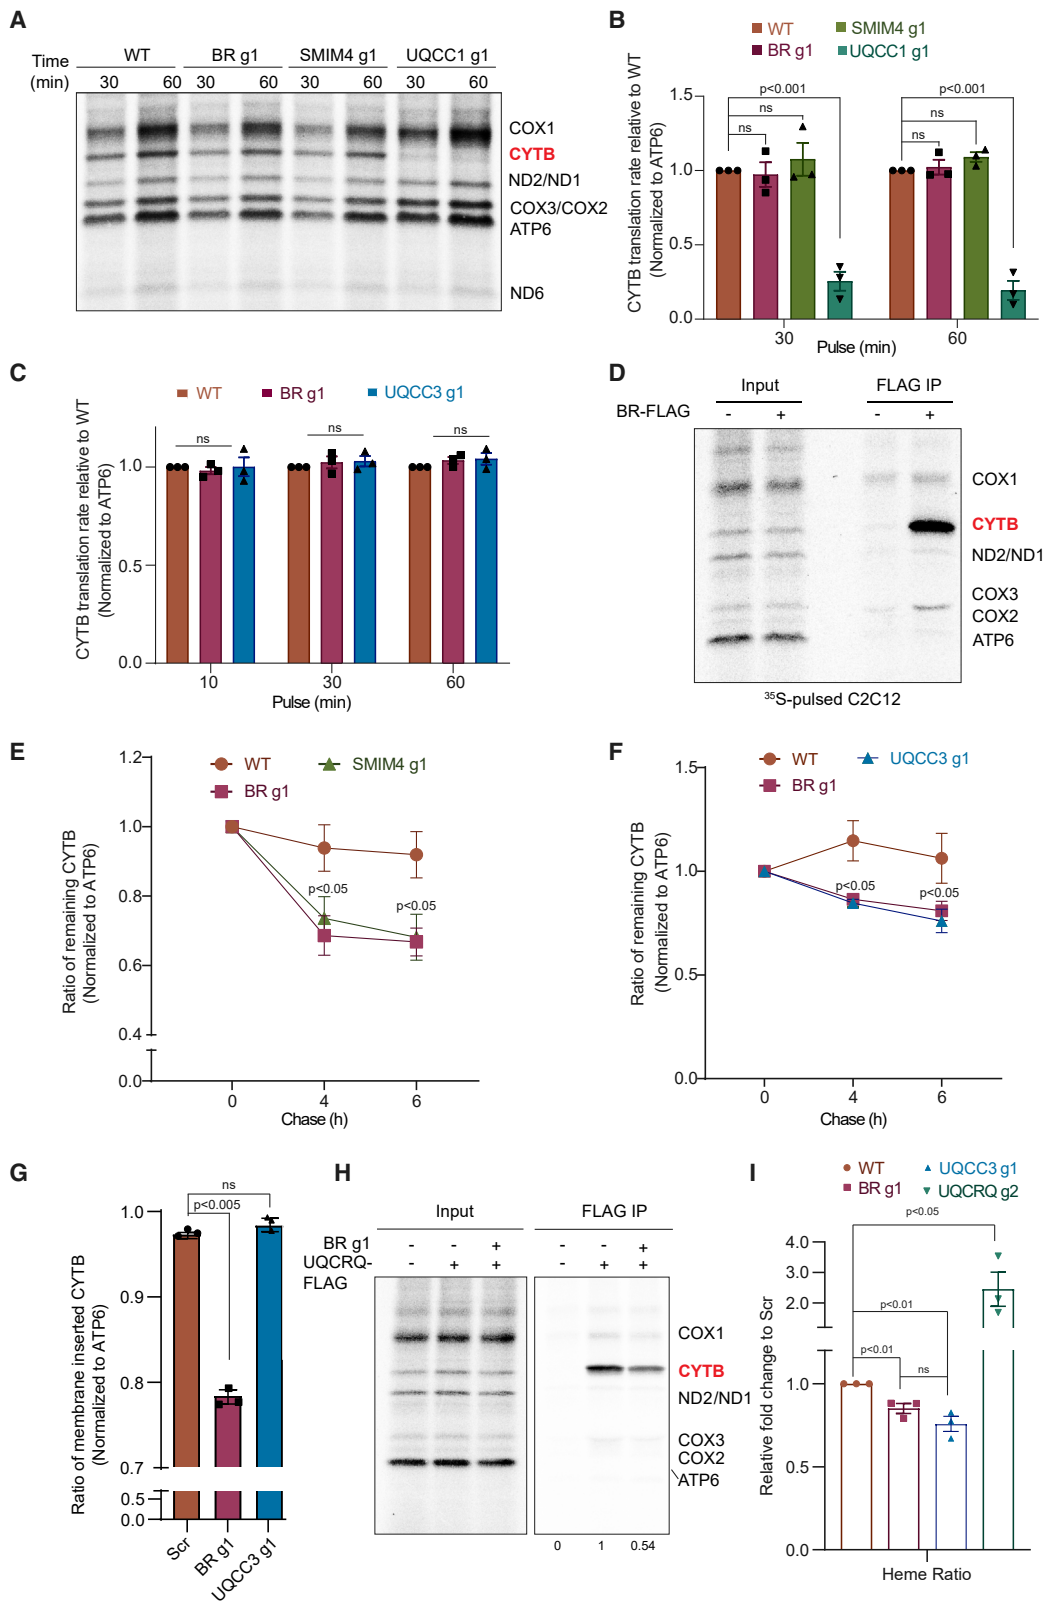 A
Time
(min)
WT
BR g1
SMIM4 g1
UQCC1 g1
30 60 30 60 30 60 30 60
COX1
CYTB
ND2/ND1
COX3/COX2
ATP6
ND6
B
WT
SMIM4 g1
BR g1
UQCC1 g1
CYTB translation rate relative to WT
(Normalized to ATP6)
1.5
1.0
0.5
0.0
p<0.001
ns
ns
p<0.001
ns
ns
30
60
Pulse (min)
C
WT
BR g1
UQCC3 g1
CYTB translation rate relative to WT
(Normalized to ATP6)
1.0
0.5
0.0
ns
ns
ns
10
30
60
Pulse (min)
D
Input
FLAG IP
BR-FLAG
- + - +
COX1
CYTB
ND2/ND1
COX3
COX2
ATP6
35S-pulsed C2C12
E
WT
SMIM4 g1
BR g1
Ratio of remaining CYTB
(Normalized to ATP6)
1.2
1.0
0.8
0.6
0.4
0.0
p<0.05
p<0.05
0
4
6
Chase (h)
F
WT
UQCC3 g1
BR g1
Ratio of remaining CYTB
(Normalized to ATP6)
1.5
1.0
0.5
0.0
p<0.05
p<0.05
0
4
6
Chase (h)
G
Ratio of membrane inserted CYTB
(Normalized to ATP6)
1.0
0.9
0.8
0.7
0.5
0.0
ns
p<0.005
Scr
BR g1
UQCC3 g1
H
Input
FLAG IP
BR g1
- - + - - +
UQCRQ-
FLAG
- + + - + +
COX1
CYTB
ND2/ND1
COX3
COX2
ATP6
0 1 0.54
I
WT
UQCC3 g1
BR g1
UQCRQ g2
Relative fold change to Scr
4.0
3.0
2.0
1.0
0.5
0.0
p<0.05
p<0.01
p<0.01
ns
Heme Ratio